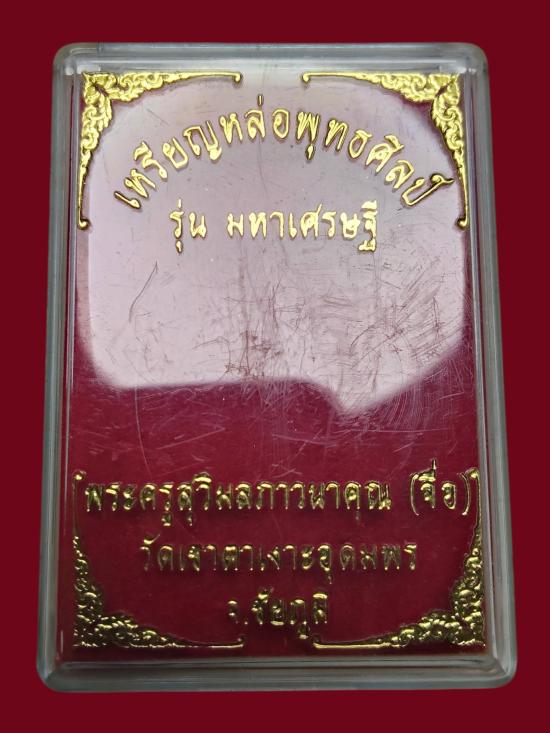 เหรียญหล่อพุทธศิลป์
รุ่น มหาเศรษฐี
พระครูสุวิมลภาวนาคุณ (จื่อ)
วัดเขาตาเงาะอุดมพร
จ.ชัยภูมิ